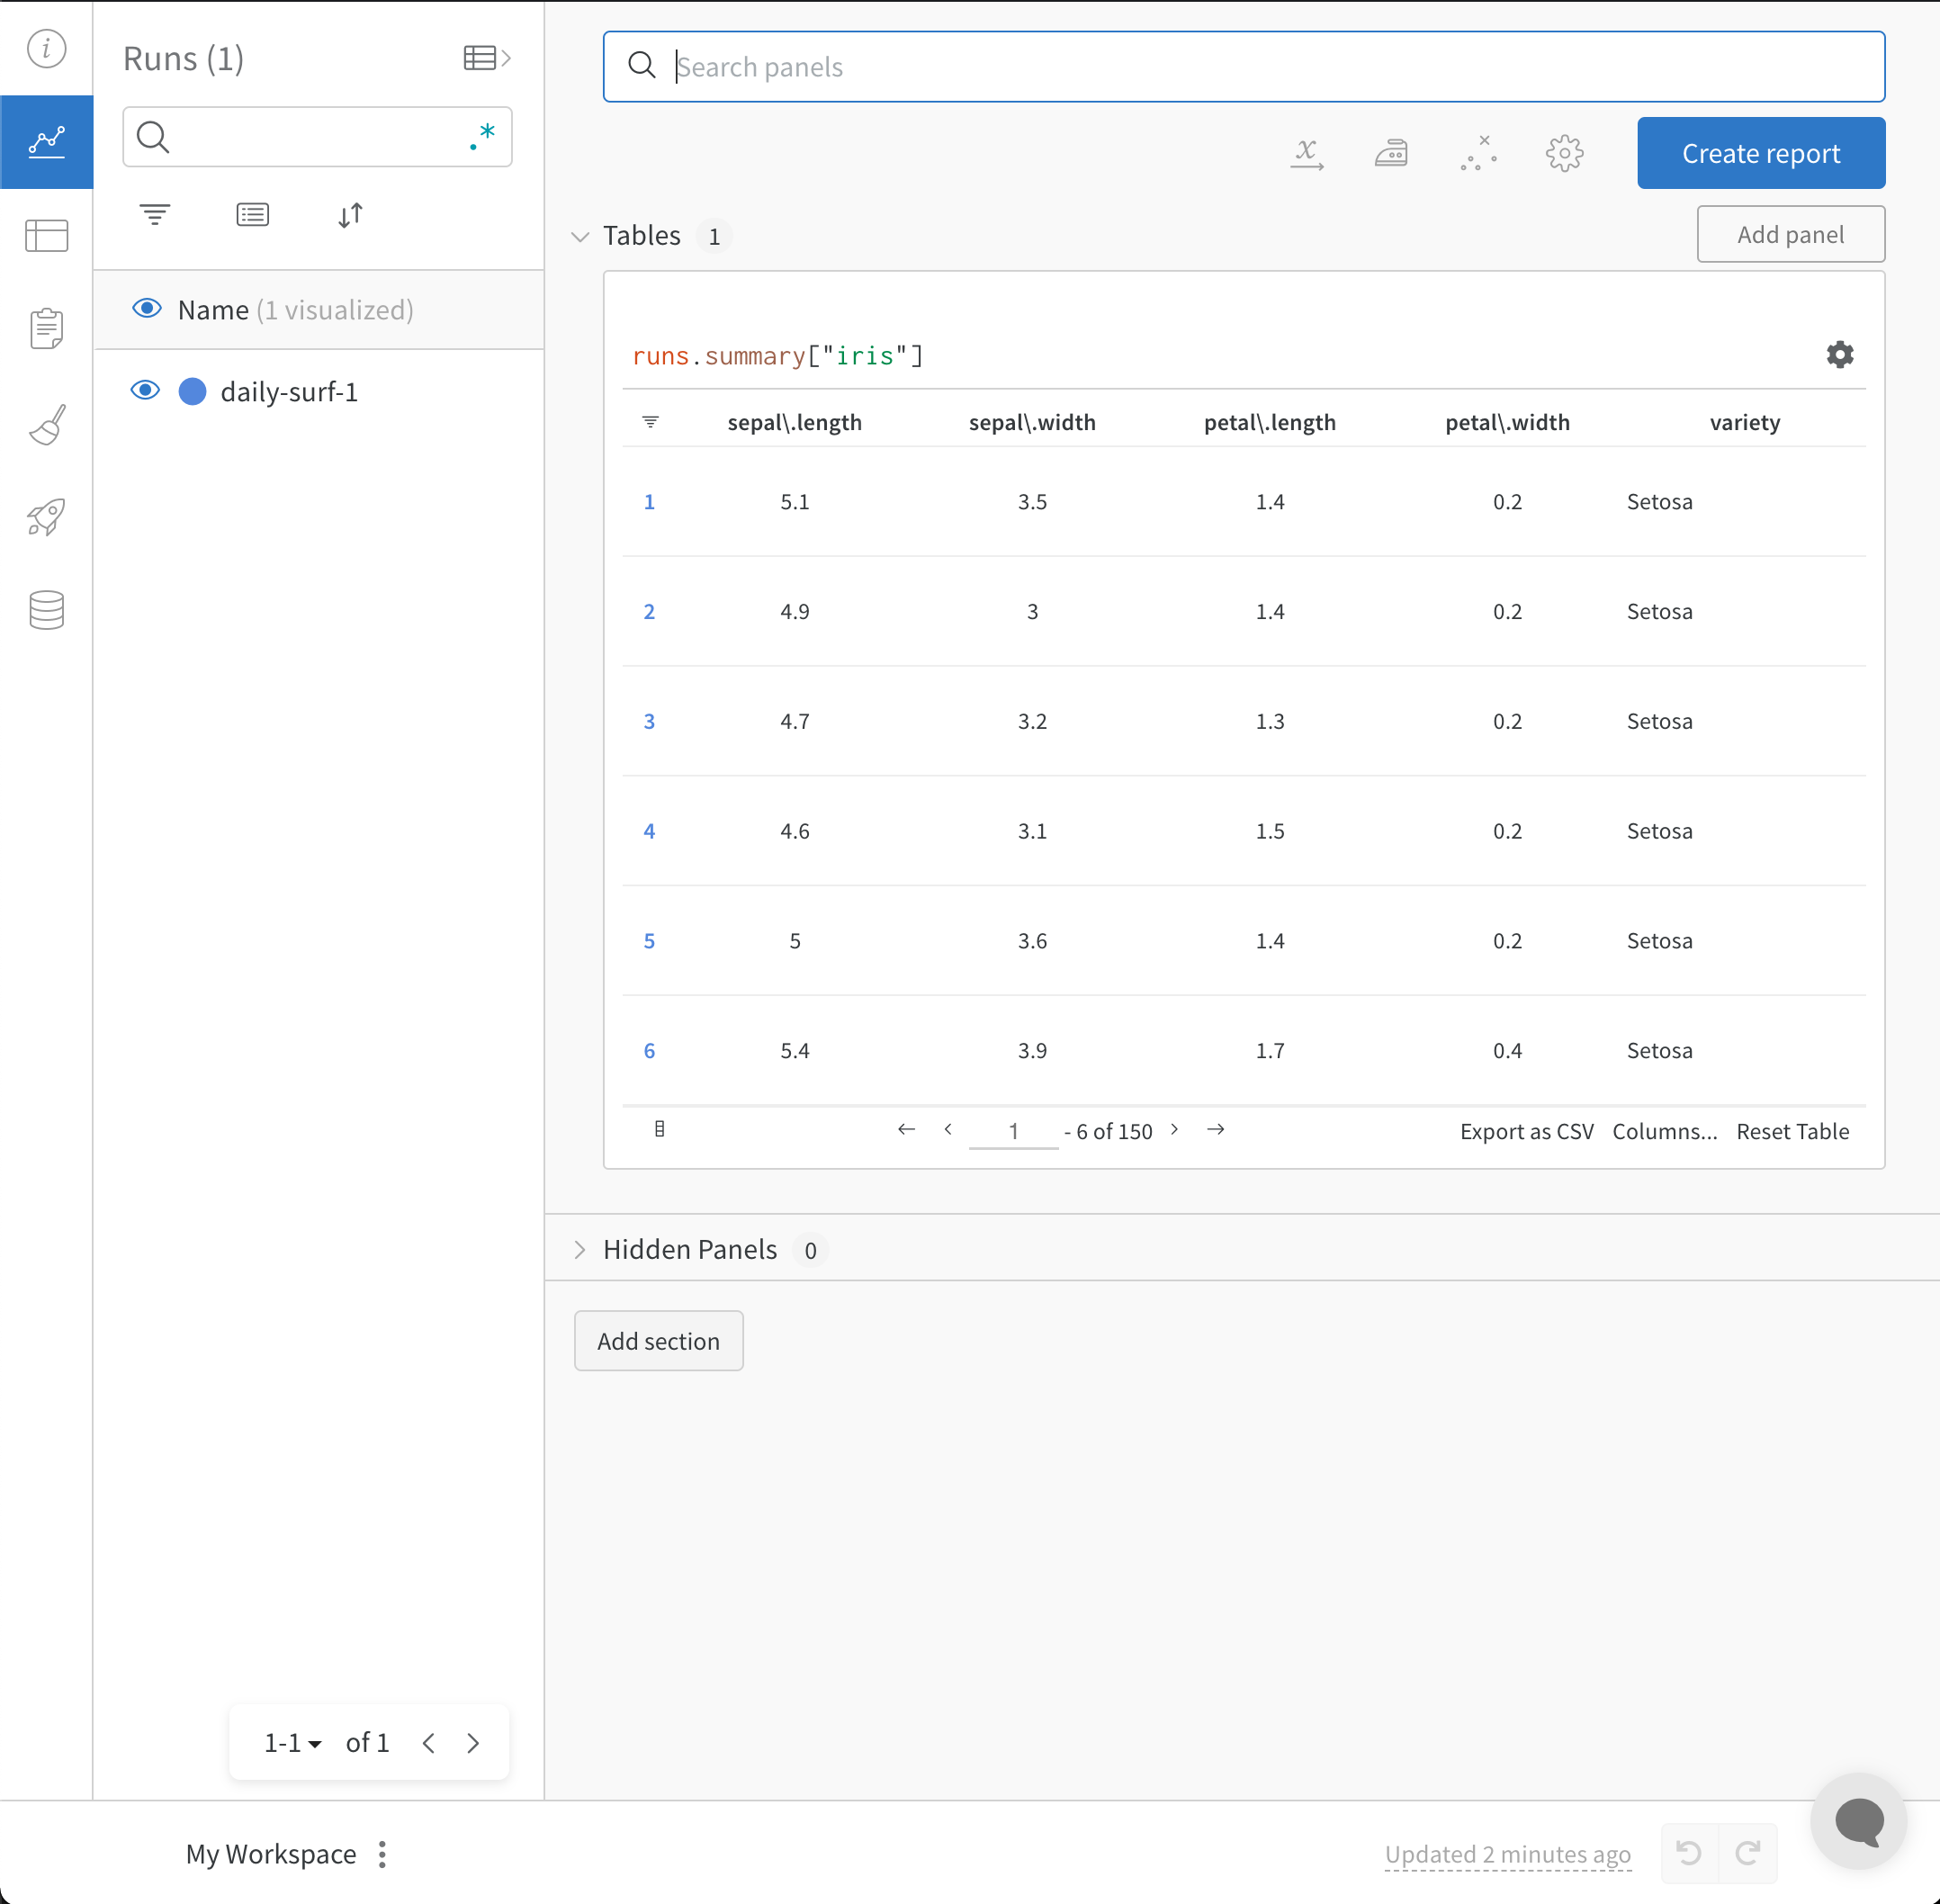 Runs (1)
.*
Name (1 visualized)
daily-surf-1
1-1 of 1
Search panels
Create report
Tables 1
Add panel
runs.summary["iris"]
sepal\.length sepal\.width petal\.length petal\.width variety
1 5.1 3.5 1.4 0.2 Setosa
2 4.9 3 1.4 0.2 Setosa
3 4.7 3.2 1.3 0.2 Setosa
4 4.6 3.1 1.5 0.2 Setosa
5 5 3.6 1.4 0.2 Setosa
6 5.4 3.9 1.7 0.4 Setosa
1 - 6 of 150 Export as CSV Columns... Reset Table
Hidden Panels 0
Add section
My Workspace
Updated 2 minutes ago